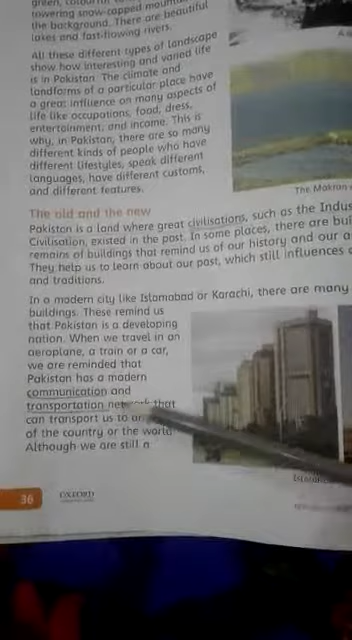 green, colourful
towering snow-capped
the background. There are beautiful
lakes and fast-flowing rivers.
All these different types of landscape
show how interesting and varied life
is in Pakistan. The climate and
landforms of a particular place have
a great influence on many aspects of
life like occupations, food, dress,
entertainment, and income. This is
why, in Pakistan, there are so many
different kinds of people who have
different lifestyles, speak different
languages, have different customs,
and different features.
The Makran
The old and the new
Pakistan is a land where great civilisations, such as the Indus
Civilisation, existed in the past. In some places, there are
remains of buildings that remind us of our history and our
They help us to learn about our past, which still influences
and traditions.
In a modern city like Islamabad or Karachi, there are many
buildings. These remind us
that Pakistan is a developing
nation. When we travel in an
aeroplane, a train or a car,
we are reminded that
Pakistan has a modern
communication and
transportation network that
can transport us to
of the country or the world.
Although we are still
36
OXFORD